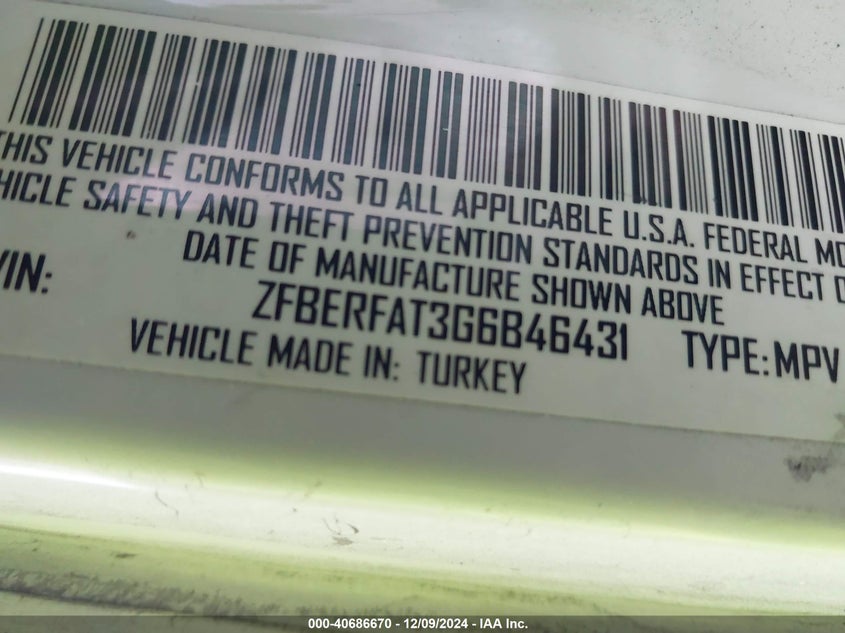 THIS VEHICLE CONFORMS TO ALL APPLICABLE U.S.A. FEDERAL MO
HICLE SAFETY AND THEFT PREVENTION STANDARDS IN EFFECT O
DATE OF MANUFACTURE SHOWN ABOVE
VIN: ZFBERFAT3G6B46431 TYPE: MPV
VEHICLE MADE IN: TURKEY
000-40686670 - 12/09/2024 - IAA Inc.